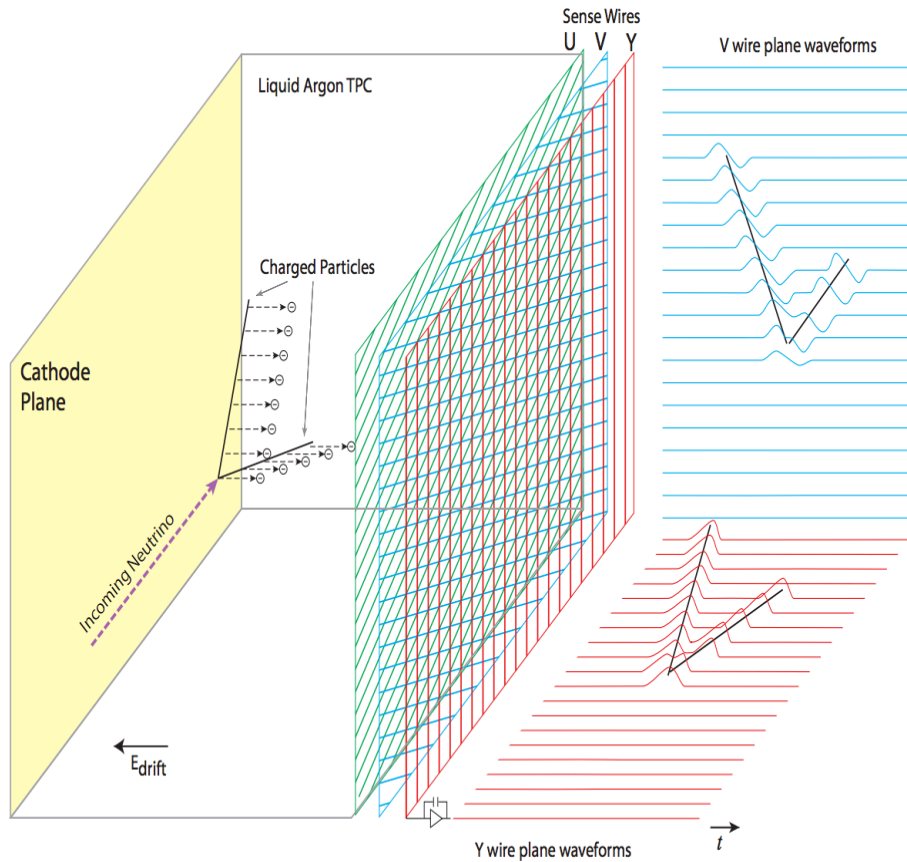 Sense Wires
U V Y
V wire plane waveforms
Liquid Argon TPC
Charged Particles
Cathode
Plane
Incoming Neutrino
Edrift
t
Y wire plane waveforms